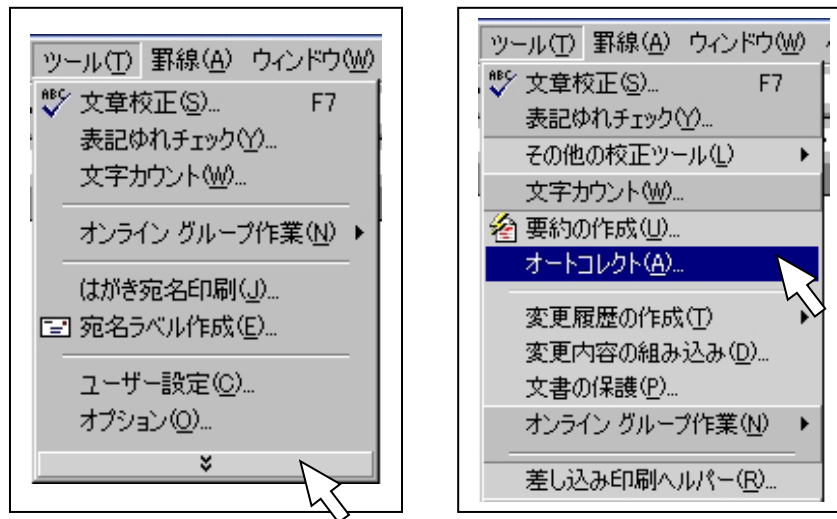 ツール(T) 罫線(A) ウィンドウ(W)
ABC 文章校正(S)... F7
表記ゆれチェック(Y)...
文字カウント(W)...
オンライン グループ作業(N)
はがき宛名印刷(J)...
宛名ラベル作成(E)...
ユーザー設定(C)...
オプション(O)...
ツール(T) 罫線(A) ウィンドウ(W)
ABC 文章校正(S)... F7
表記ゆれチェック(Y)...
その他の校正ツール(L)
文字カウント(W)...
要約の作成(U)...
オートコレクト(A)...
変更履歴の作成(T)
変更内容の組み込み(D)...
文書の保護(P)...
オンライン グループ作業(N)
差し込み印刷ヘルパー(R)...